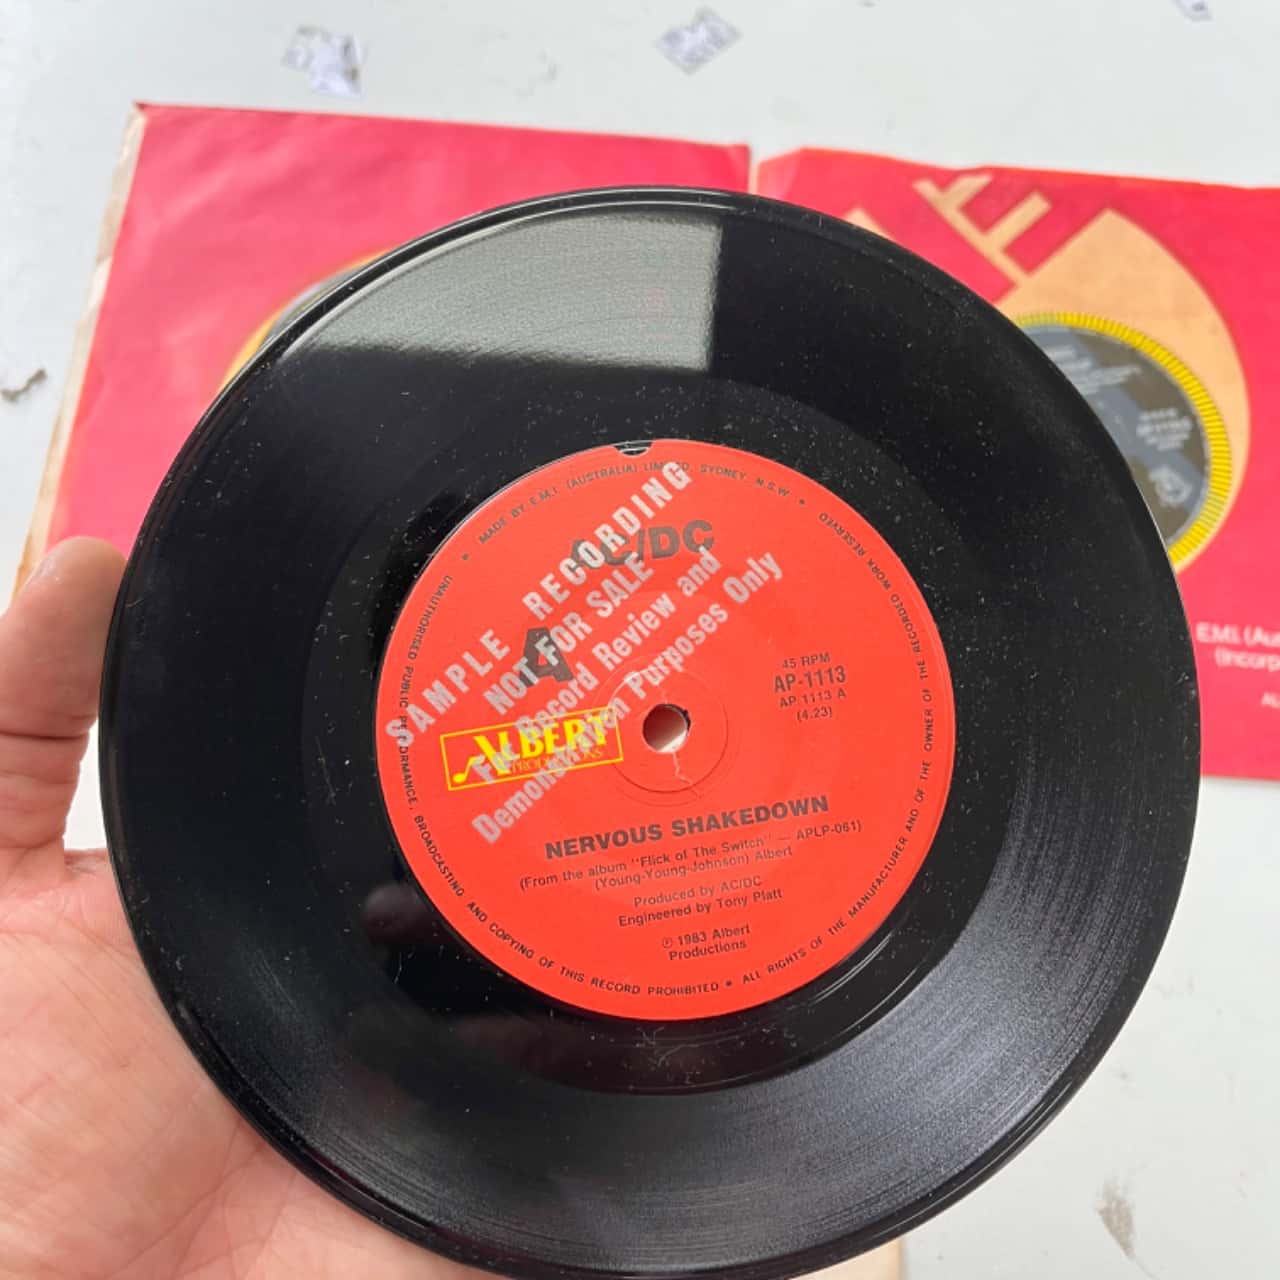 MADE BY E.M.I. (AUSTRALIA) LIMITED, SYDNEY, N.S.W.
ALL RIGHTS OF THE MANUFACTURER AND OF THE OWNER OF THE RECORDED WORK RESERVED
UNAUTHORISED PUBLIC PERFORMANCE, BROADCASTING AND COPYING OF THIS RECORD PROHIBITED
AC/DC
SAMPLE RECORDING
NOT FOR SALE
For Record Review and
Demonstration Purposes Only
A
45 RPM
AP-1113
AP 1113 A
(4.23)
ALBERT
PRODUCTIONS
NERVOUS SHAKEDOWN
(From the album "Flick of The Switch" — APLP-061)
(Young-Young-Johnson) Albert
Produced by AC/DC
Engineered by Tony Platt
℗ 1983 Albert
Productions
E.M.I. (Au
(Incorp